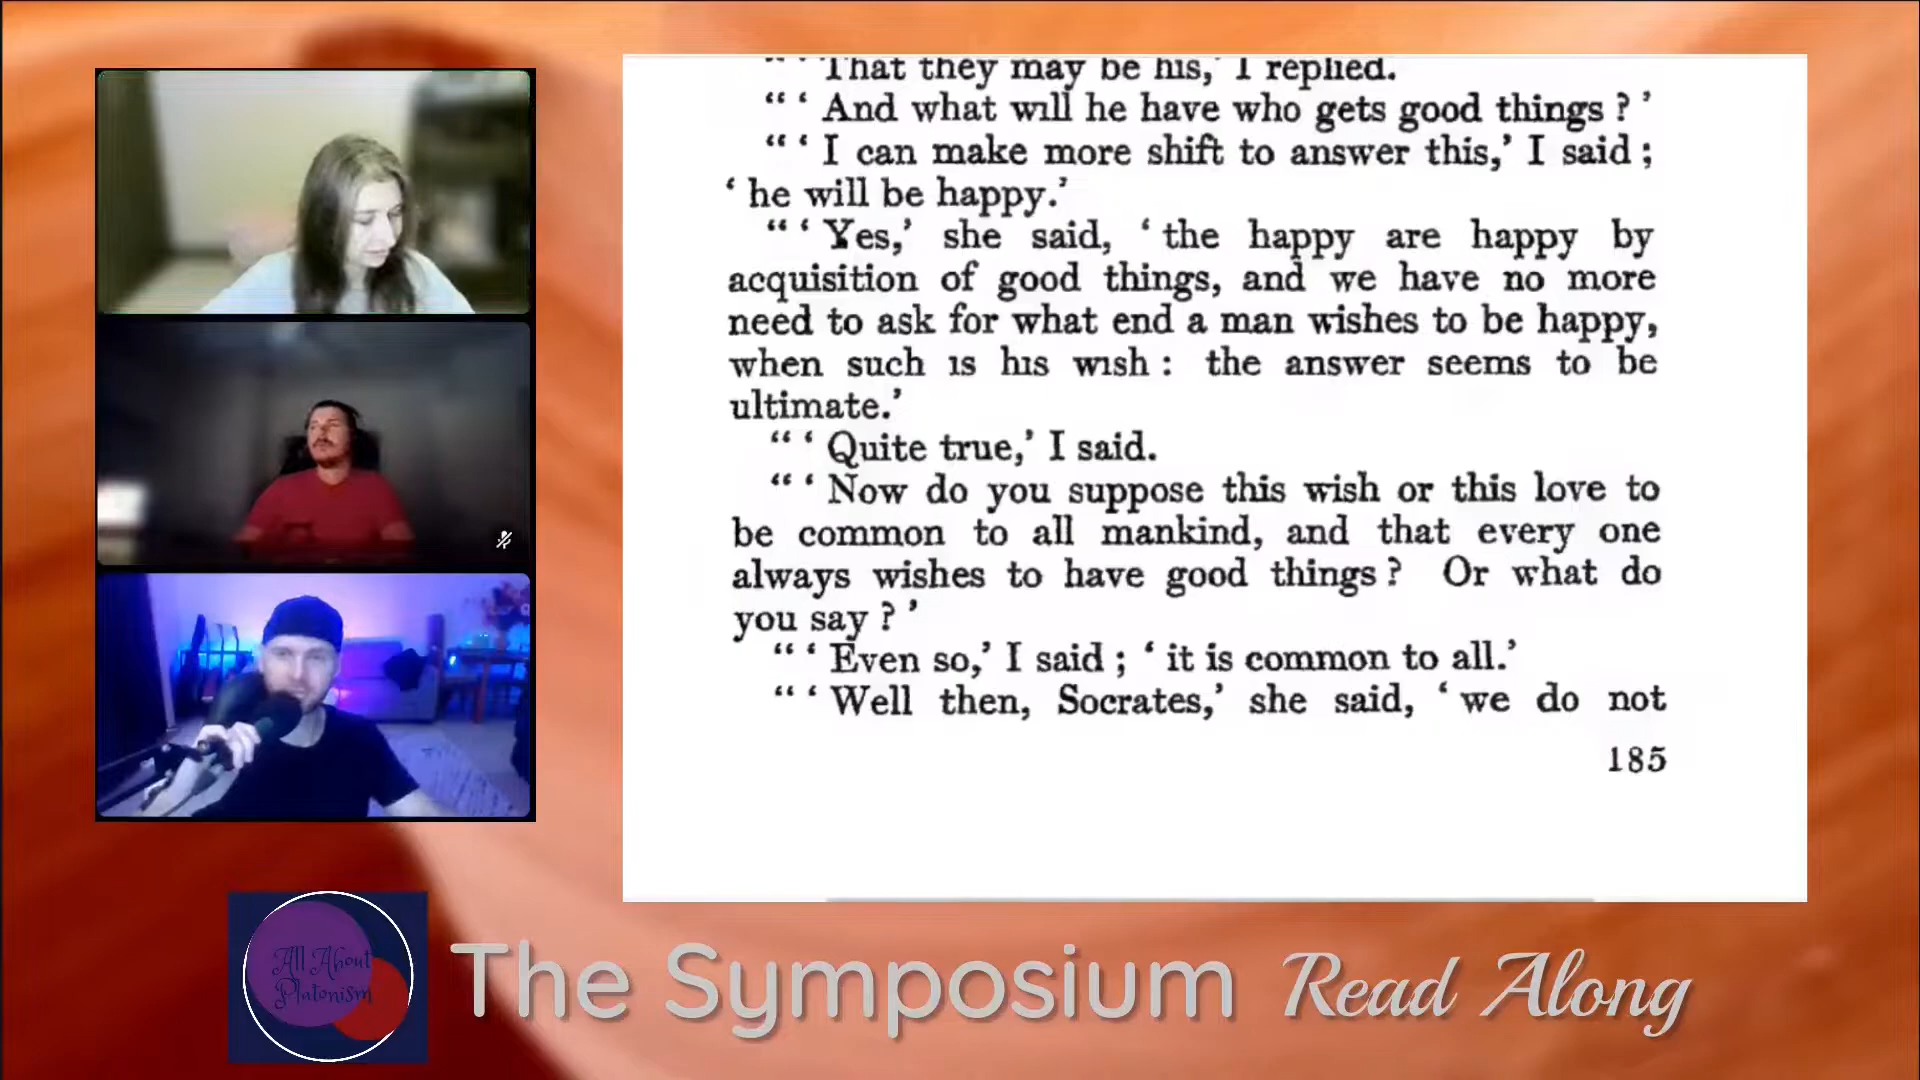 “ ‘ That they may be his,’ I replied.
“ ‘ And what will he have who gets good things ? ’
“ ‘ I can make more shift to answer this,’ I said ;
‘ he will be happy.’
“ ‘ Yes,’ she said, ‘ the happy are happy by
acquisition of good things, and we have no more
need to ask for what end a man wishes to be happy,
when such is his wish : the answer seems to be
ultimate.’
“ ‘ Quite true,’ I said.
“ ‘ Now do you suppose this wish or this love to
be common to all mankind, and that every one
always wishes to have good things ? Or what do
you say ? ’
“ ‘ Even so,’ I said ; ‘ it is common to all.’
“ ‘ Well then, Socrates,’ she said, ‘ we do not
185
All About
Platonism
The Symposium Read Along